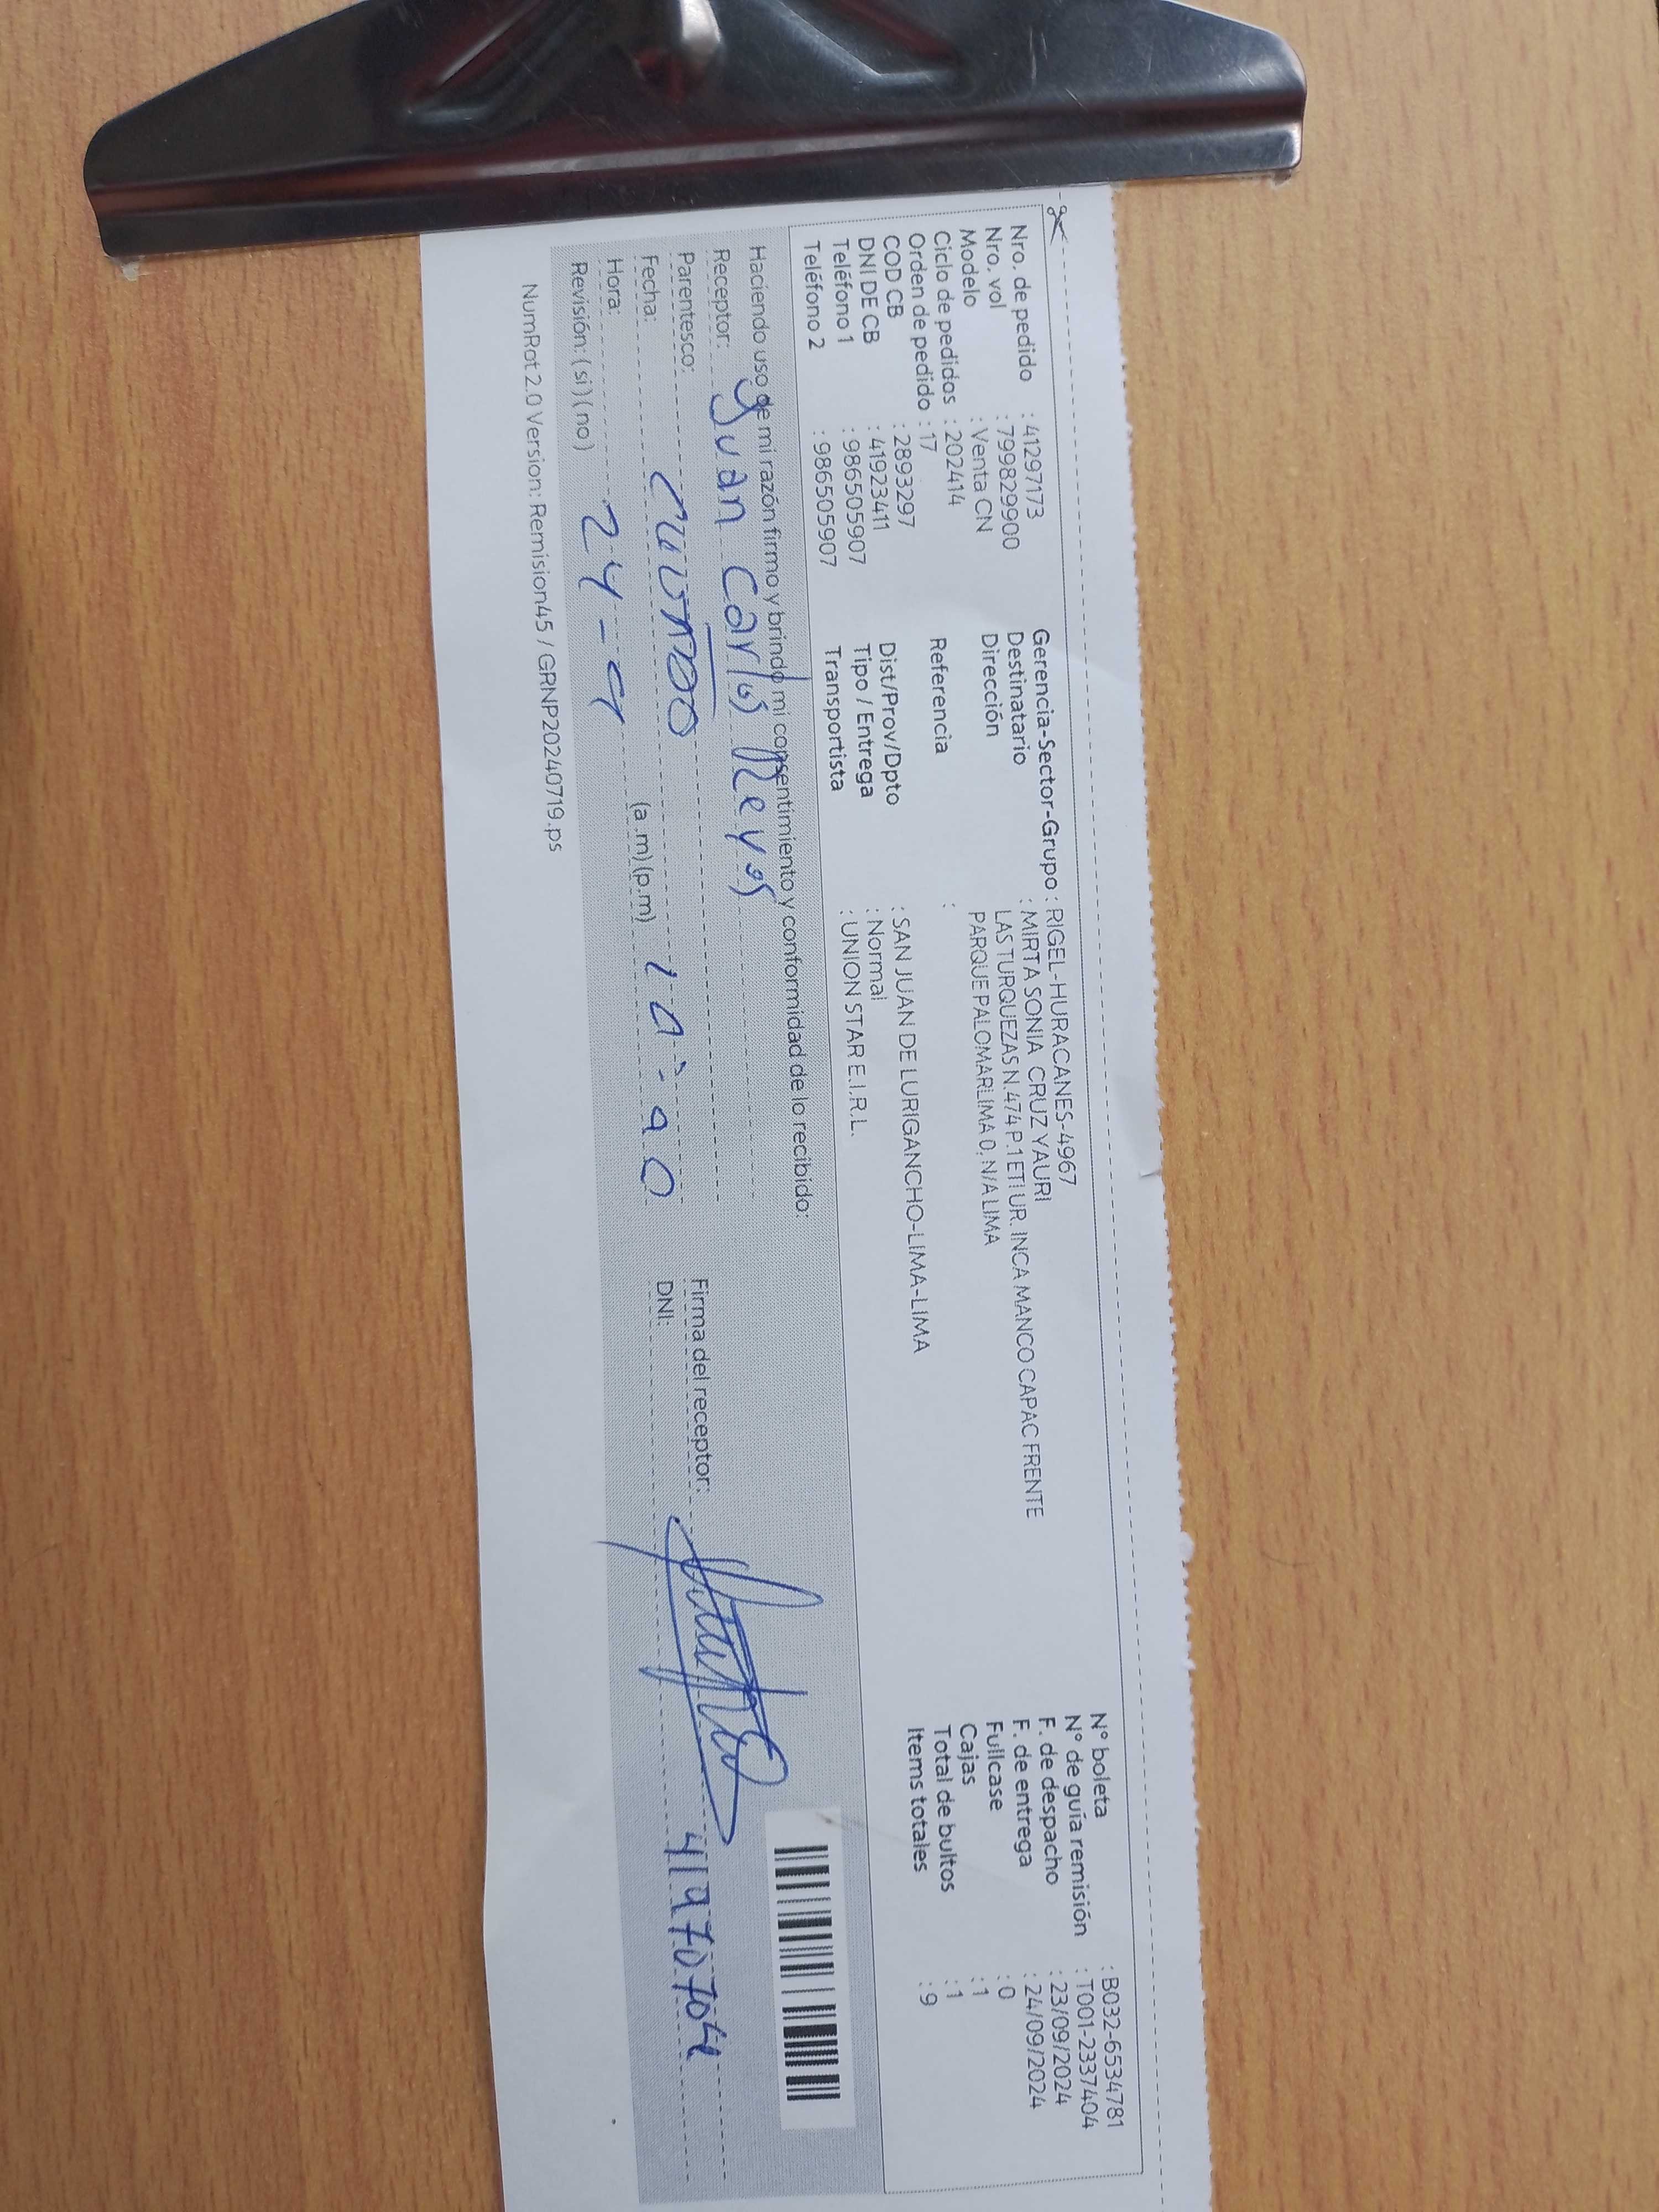 Nro. de pedido : 41297173
Nro. vol : 799829900
Modelo : Venta CN
Ciclo de pedidos : 202414
Orden de pedido : 17
COD CB : 2893297
DNI DE CB : 41923411
Teléfono 1 : 986505907
Teléfono 2 : 986505907
Gerencia-Sector-Grupo : RIGEL-HURACANES-4967
Destinatario : MIRTA SONIA CRUZ YAURI
Dirección LAS TURQUEZAS N.474 P.1 ETI UR. INCA MANCO CAPAC FRENTE
PARQUE PALOMARLIMA 0, N/A LIMA
Referencia :
Dist/Prov/Dpto : SAN JUAN DE LURIGANCHO-LIMA-LIMA
Tipo / Entrega : Normal
Transportista : UNION STAR E.I.R.L.
N° boleta : B032-6534781
N° de guía remisión : T001-2337404
F. de despacho : 23/09/2024
F. de entrega : 24/09/2024
Fullcase : 0
Cajas : 1
Total de bultos : 1
Items totales : 9
Haciendo uso de mi razón firmo y brindo mi consentimiento y conformidad de lo recibido:
Receptor: Juan Carlos Reyes
Parentesco:
Fecha: 24-9
Hora: (a.m)(p.m)
Revisión: (si)(no)
Firma del receptor:
DNI: 41970704
NumRot 2.0 Version: Remision45 / GRNP20240719.ps